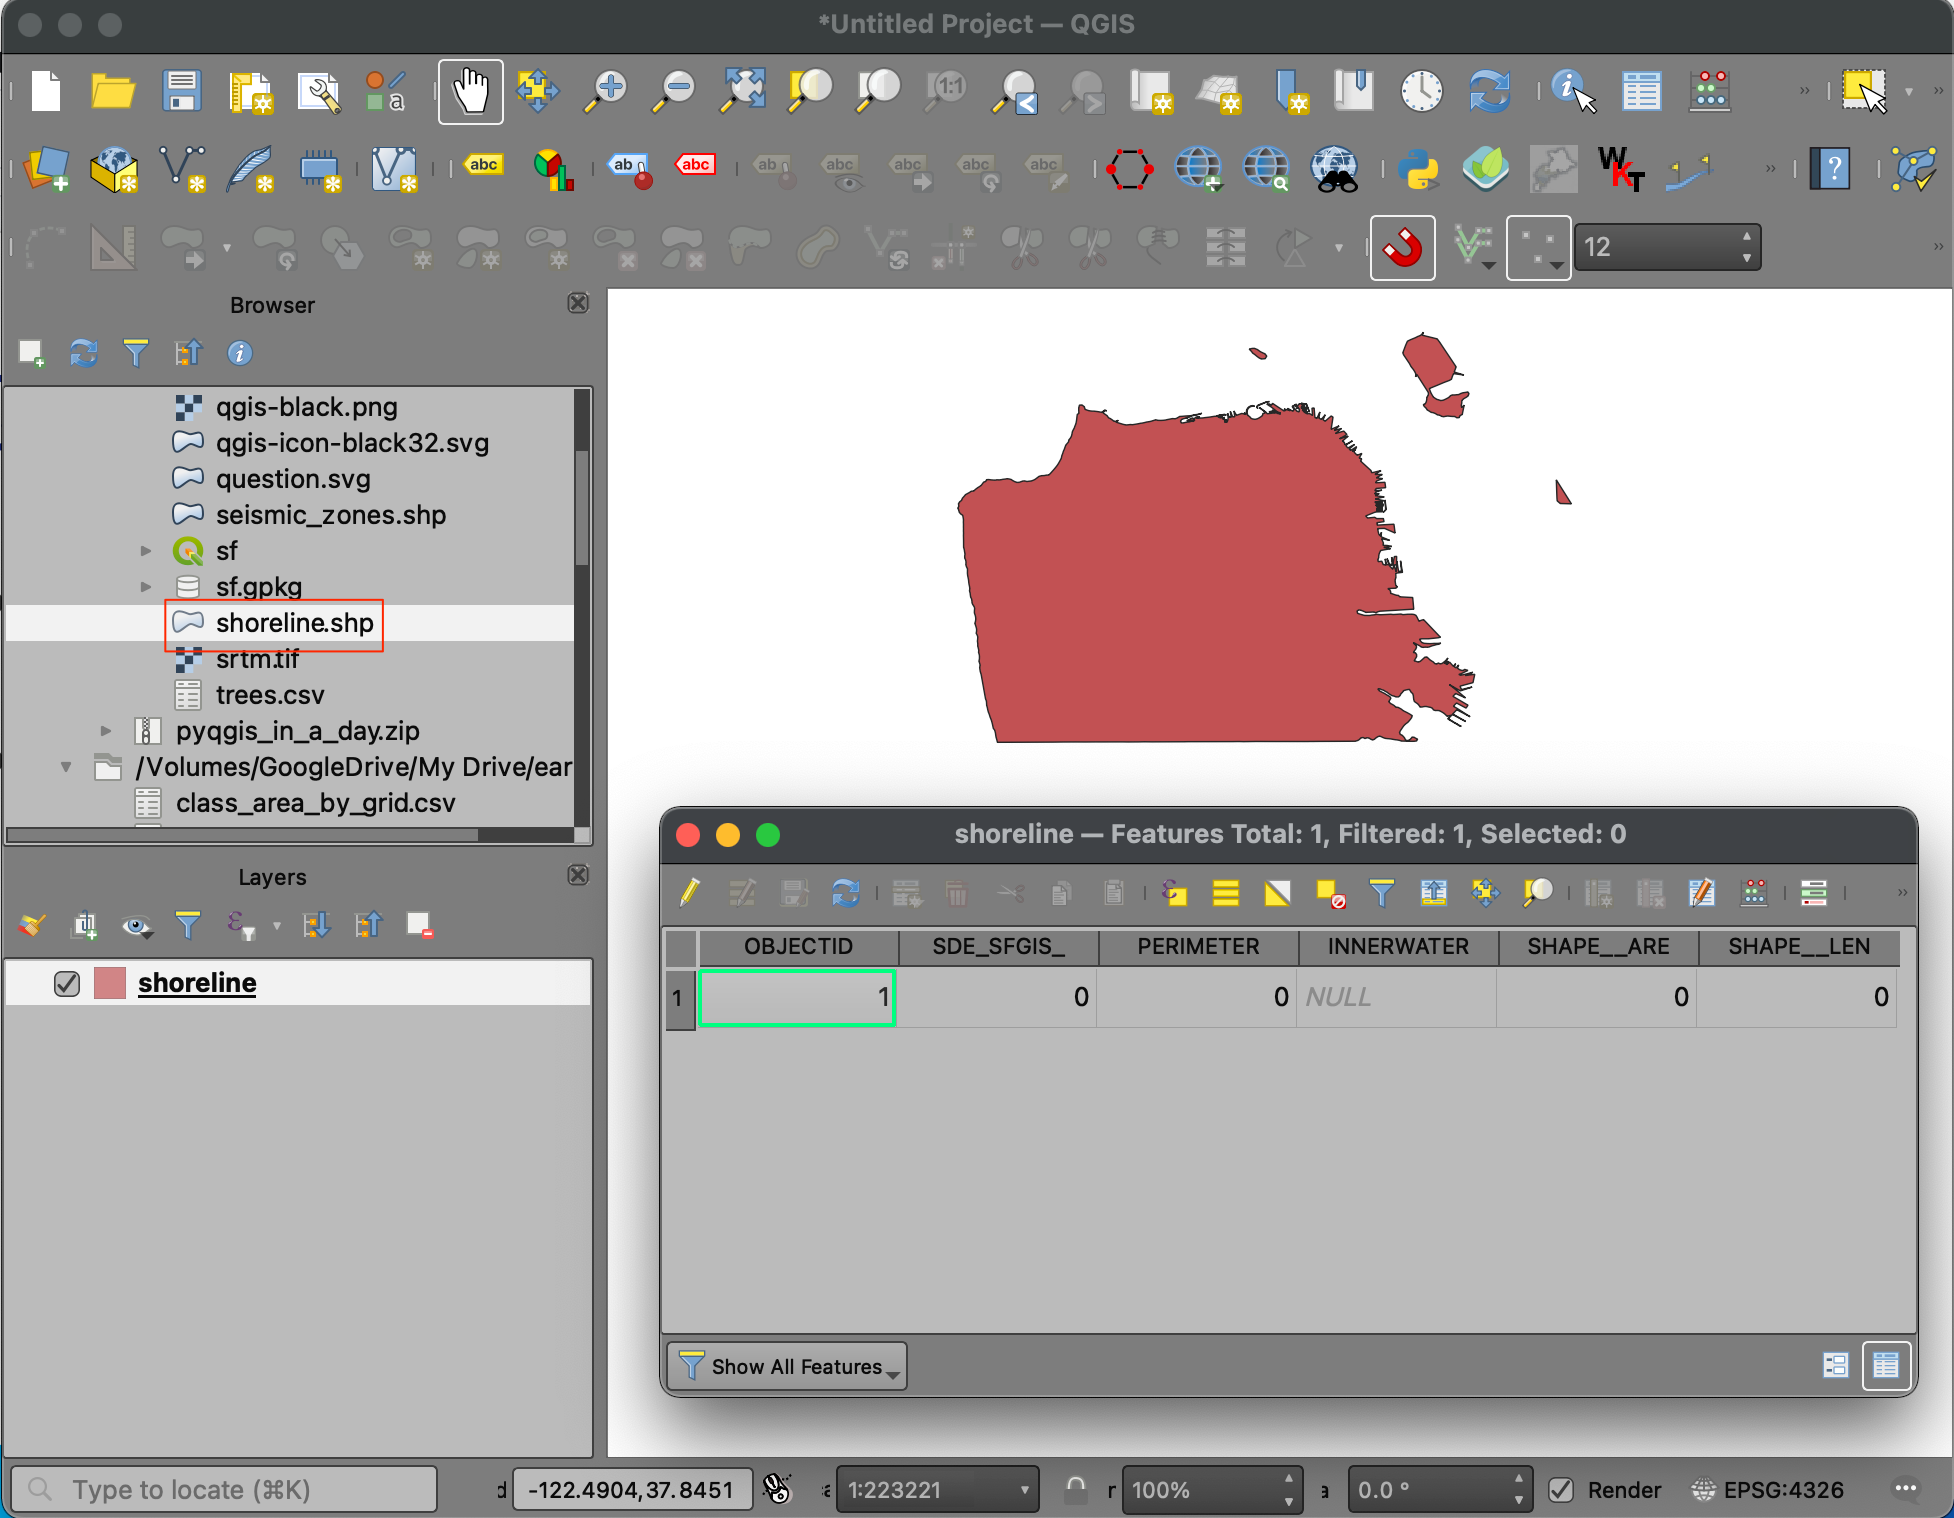 *Untitled Project — QGIS
1:1
abc
ab
abc
ab
abc
abc
abc
abc
WKT
?
12
Browser
qgis-black.png
qgis-icon-black32.svg
question.svg
seismic_zones.shp
sf
sf.gpkg
shoreline.shp
srtm.tif
trees.csv
pyqgis_in_a_day.zip
/Volumes/GoogleDrive/My Drive/ear
class_area_by_grid.csv
Layers
shoreline
shoreline — Features Total: 1, Filtered: 1, Selected: 0
OBJECTID SDE_SFGIS_ PERIMETER INNERWATER SHAPE__ARE SHAPE__LEN
1 1 0 0 NULL 0 0
Show All Features
Type to locate (⌘K) -122.4904,37.8451 1:223221 100% 0.0 ° Render EPSG:4326